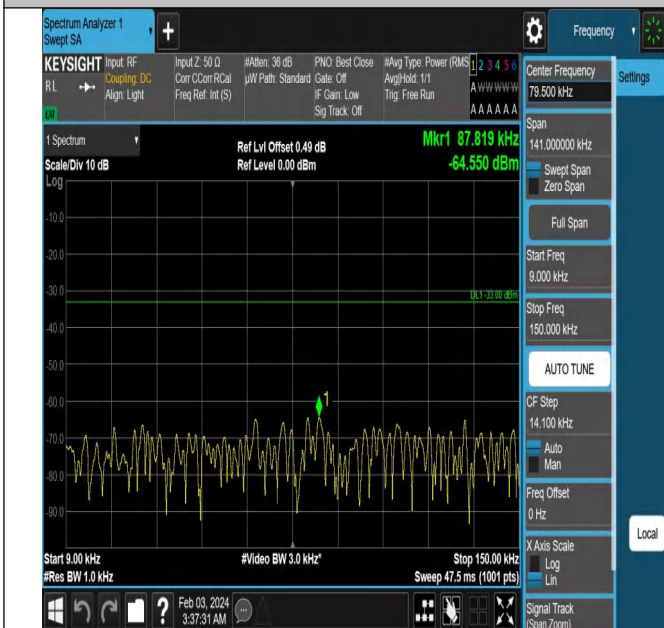 Spectrum Analyzer 1
Swept SA
Frequency
KEYSIGHT
RL
LXI
Input: RF
Coupling: DC
Align: Light
Input Z: 50 Ω
Corr CCorr RCal
Freq Ref: Int (S)
#Atten: 36 dB
µW Path: Standard
PNO: Best Close
Gate: Off
IF Gain: Low
Sig Track: Off
#Avg Type: Power (RMS
Avg|Hold: 1/1
Trig: Free Run
1 2 3 4 5 6
A W W W W W
A A A A A A
Center Frequency
79.500 kHz
Settings
Span
141.000000 kHz
Swept Span
Zero Span
Full Span
Start Freq
9.000 kHz
Stop Freq
150.000 kHz
AUTO TUNE
CF Step
14.100 kHz
Auto
Man
Freq Offset
0 Hz
X Axis Scale
Log
Lin
Signal Track
(Span Zoom)
Local
1 Spectrum
Scale/Div 10 dB
Log
Ref Lvl Offset 0.49 dB
Ref Level 0.00 dBm
Mkr1 87.819 kHz
-64.550 dBm
-10.0
-20.0
-30.0
DL1 -33.00 dBm
-40.0
-50.0
-60.0
1
-70.0
-80.0
-90.0
Start 9.00 kHz
#Res BW 1.0 kHz
#Video BW 3.0 kHz*
Stop 150.00 kHz
Sweep 47.5 ms (1001 pts)
?
Feb 03, 2024
3:37:31 AM